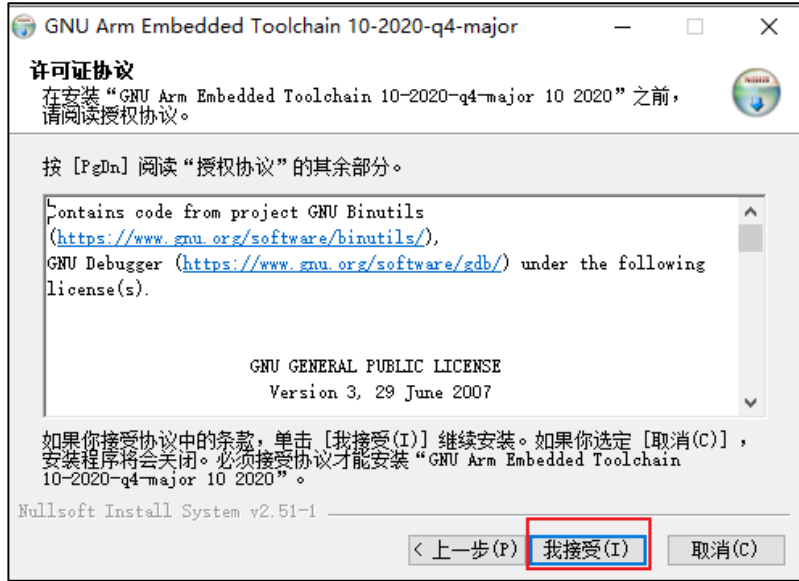 GNU Arm Embedded Toolchain 10-2020-q4-major
许可证协议
在安装“GNU Arm Embedded Toolchain 10-2020-q4-major 10 2020”之前，
请阅读授权协议。
按 [PgDn] 阅读“授权协议”的其余部分。
Contains code from project GNU Binutils
(https://www.gnu.org/software/binutils/),
GNU Debugger (https://www.gnu.org/software/gdb/) under the following
license(s).
GNU GENERAL PUBLIC LICENSE
Version 3, 29 June 2007
如果你接受协议中的条款，单击 [我接受(I)] 继续安装。如果你选定 [取消(C)] ，
安装程序将会关闭。必须接受协议才能安装“GNU Arm Embedded Toolchain
10-2020-q4-major 10 2020”。
Nullsoft Install System v2.51-1
< 上一步(P) 我接受(I) 取消(C)